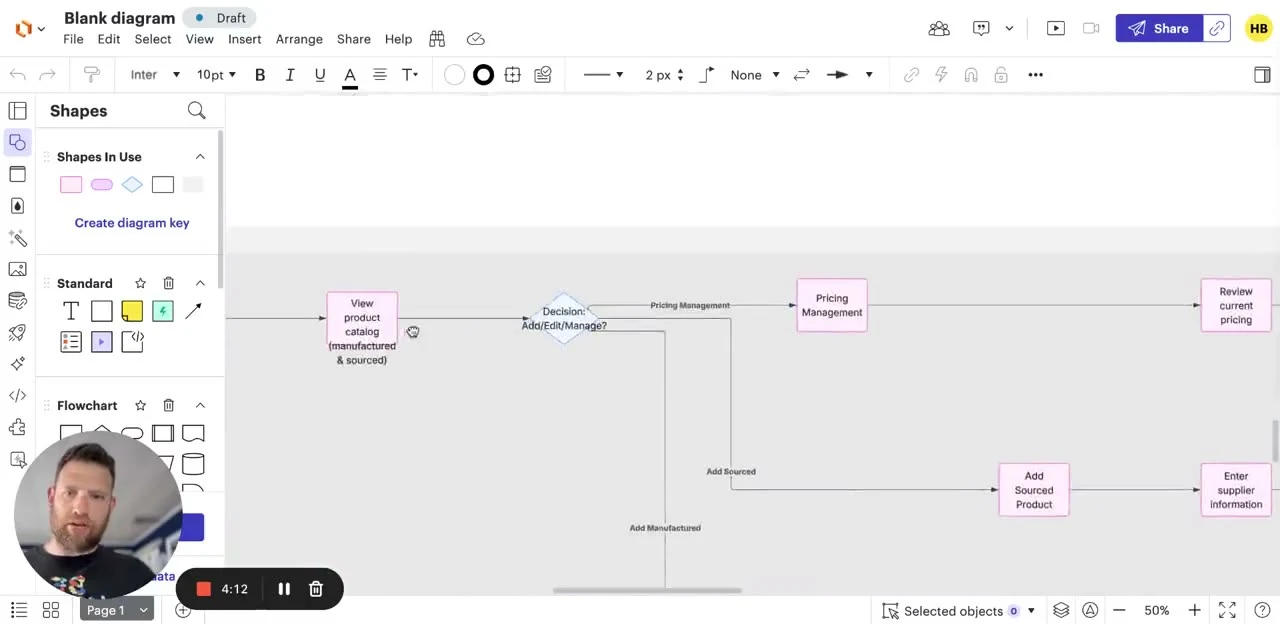 Blank diagram
Draft
File Edit Select View Insert Arrange Share Help
Share
HB
Inter
10pt
B I U A T
2 px
None
Shapes
Shapes In Use
Create diagram key
Standard
T
Flowchart
View
product
catalog
(manufactured
& sourced)
Decision:
Add/Edit/Manage?
Pricing Management
Pricing
Management
Review
current
pricing
Add Sourced
Add
Sourced
Product
Enter
supplier
information
Add Manufactured
4:12
Page 1
Selected objects 0
50%